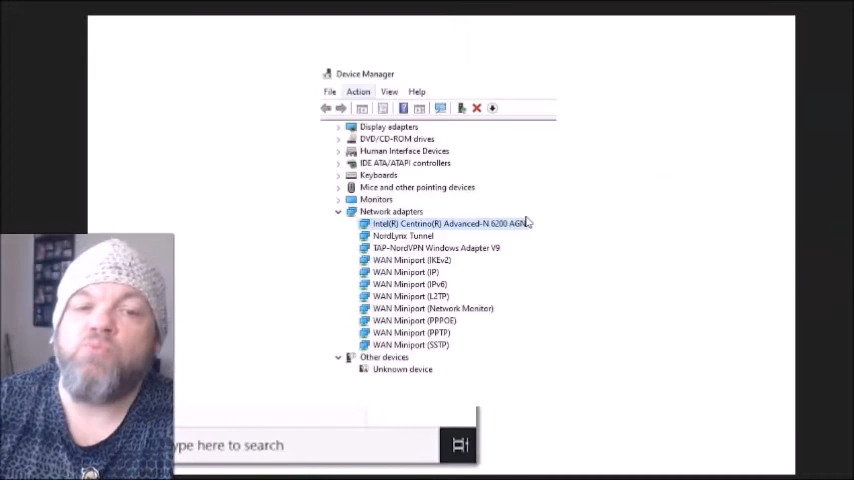 Device Manager
File Action View Help
Display adapters
DVD/CD-ROM drives
Human Interface Devices
IDE ATA/ATAPI controllers
Keyboards
Mice and other pointing devices
Monitors
Network adapters
Intel(R) Centrino(R) Advanced-N 6200 AGN
NordLynx Tunnel
TAP-NordVPN Windows Adapter V9
WAN Miniport (IKEv2)
WAN Miniport (IP)
WAN Miniport (IPv6)
WAN Miniport (L2TP)
WAN Miniport (Network Monitor)
WAN Miniport (PPPOE)
WAN Miniport (PPTP)
WAN Miniport (SSTP)
Other devices
Unknown device
ype here to search